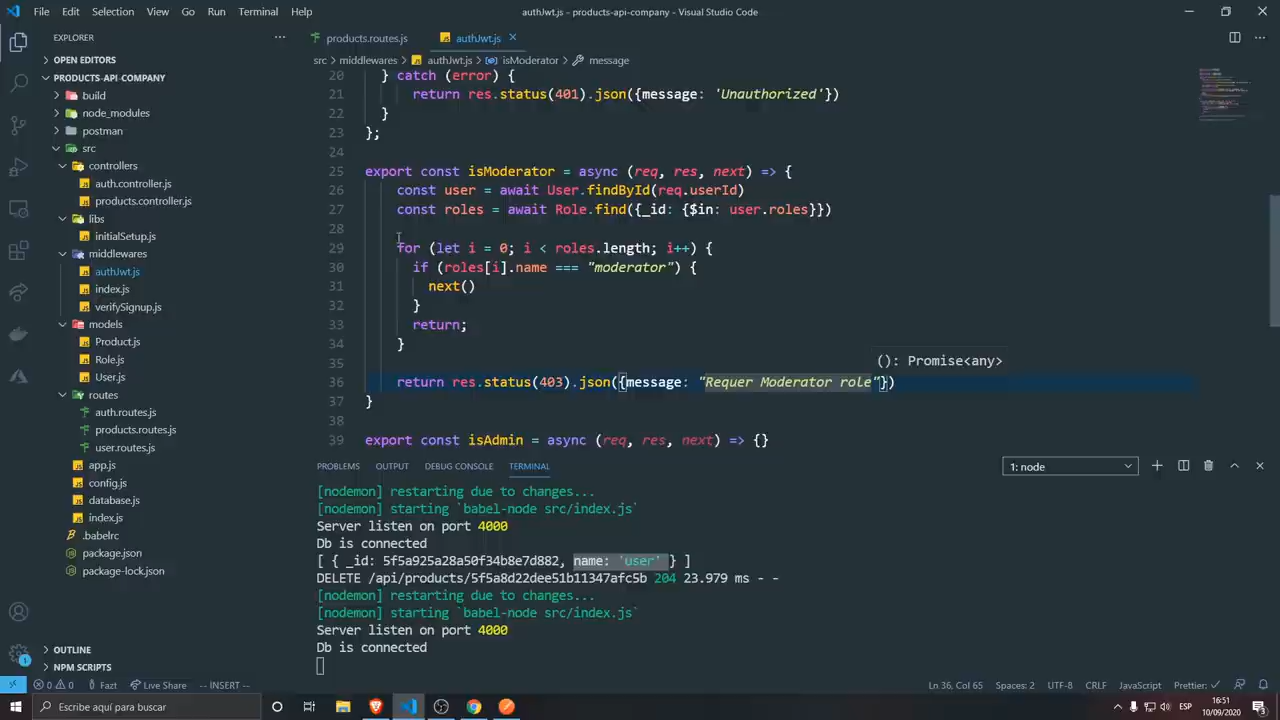 File Edit Selection View Go Run Terminal Help
authJwt.js - products-api-company - Visual Studio Code
EXPLORER
products.routes.js
authJwt.js
OPEN EDITORS
src > middlewares > authJwt.js > isModerator > message
PRODUCTS-API-COMPANY
build
node_modules
postman
src
controllers
auth.controller.js
products.controller.js
libs
initialSetup.js
middlewares
authJwt.js
index.js
verifySignup.js
models
Product.js
Role.js
User.js
routes
auth.routes.js
products.routes.js
user.routes.js
app.js
config.js
database.js
index.js
.babelrc
package.json
package-lock.json
OUTLINE
NPM SCRIPTS
20 } catch (error) {
21 return res.status(401).json({message: 'Unauthorized'})
22 }
23 };
24
25 export const isModerator = async (req, res, next) => {
26 const user = await User.findById(req.userId)
27 const roles = await Role.find({_id: {$in: user.roles}})
28
29 for (let i = 0; i < roles.length; i++) {
30 if (roles[i].name === "moderator") {
31 next()
32 }
33 return;
34 }
35
(): Promise<any>
36 return res.status(403).json({message: "Requer Moderator role"})
37 }
38
39 export const isAdmin = async (req, res, next) => {}
PROBLEMS OUTPUT DEBUG CONSOLE TERMINAL
1: node
[nodemon] restarting due to changes...
[nodemon] starting `babel-node src/index.js`
Server listen on port 4000
Db is connected
[ { _id: 5f5a925a28a50f34b8e7d882, name: 'user' } ]
DELETE /api/products/5f5a8d22dee51b11347afc5b 204 23.979 ms - -
[nodemon] restarting due to changes...
[nodemon] starting `babel-node src/index.js`
Server listen on port 4000
Db is connected
0 0 Fazt Live Share -- INSERT --
Ln 36, Col 65 Spaces: 2 UTF-8 CRLF JavaScript Prettier: ✓
Escribe aquí para buscar
ESP
16:51
10/09/2020